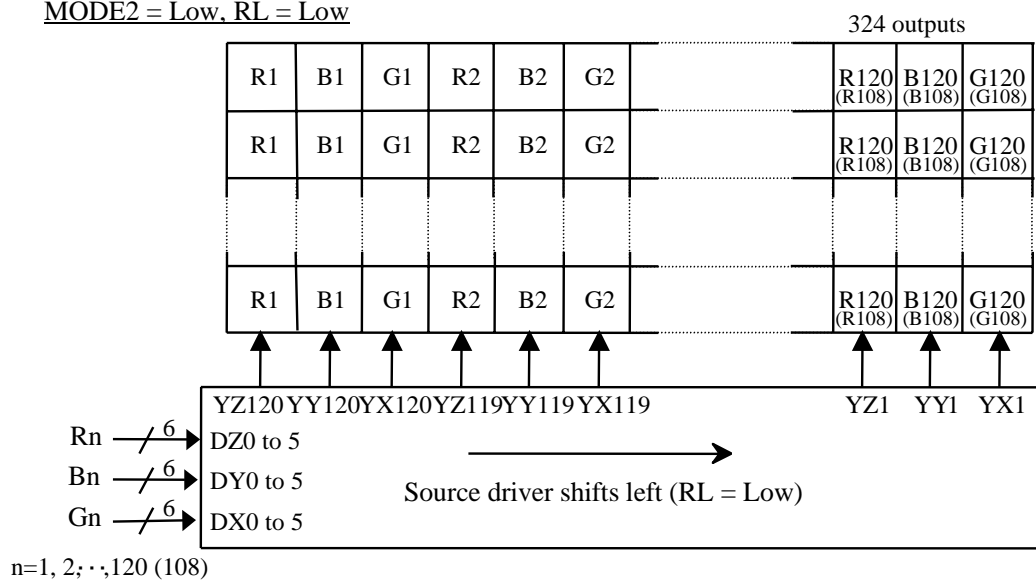 MODE2 = Low, RL = Low
324 outputs
R1 B1 G1 R2 B2 G2 R120 B120 G120
(R108) (B108) (G108)
R1 B1 G1 R2 B2 G2 R120 B120 G120
(R108) (B108) (G108)
R1 B1 G1 R2 B2 G2 R120 B120 G120
(R108) (B108) (G108)
YZ120 YY120 YX120 YZ119 YY119 YX119 YZ1 YY1 YX1
Rn 6 DZ0 to 5
Bn 6 DY0 to 5
Source driver shifts left (RL = Low)
Gn 6 DX0 to 5
n=1, 2,···,120 (108)